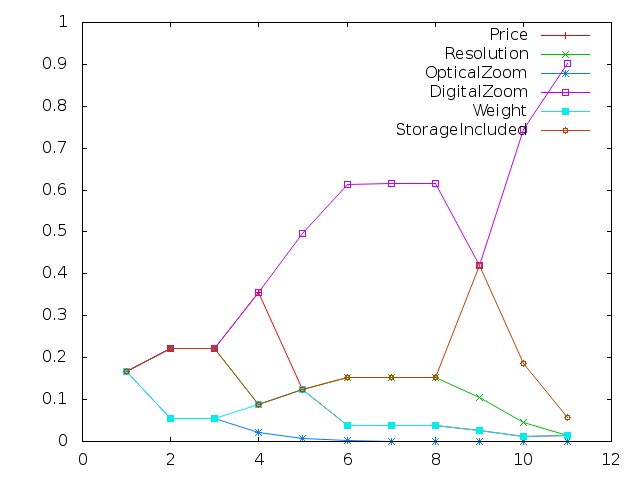 1
0.9
0.8
0.7
0.6
0.5
0.4
0.3
0.2
0.1
0
0 2 4 6 8 10 12
Price
Resolution
OpticalZoom
DigitalZoom
Weight
StorageIncluded